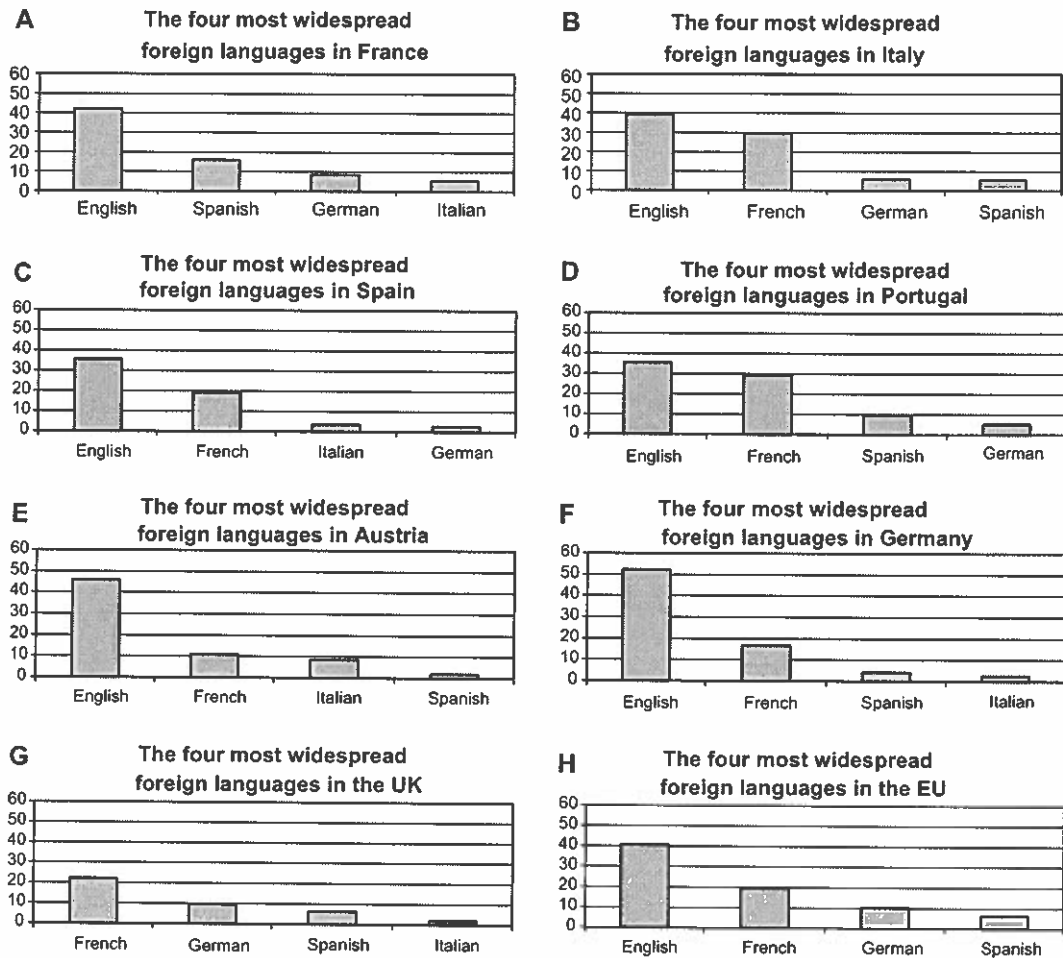 A The four most widespread
foreign languages in France
60
50
40
30
20
10
0
English Spanish German Italian
B The four most widespread
foreign languages in Italy
60
50
40
30
20
10
0
English French German Spanish
C The four most widespread
foreign languages in Spain
60
50
40
30
20
10
0
English French Italian German
D The four most widespread
foreign languages in Portugal
60
50
40
30
20
10
0
English French Spanish German
E The four most widespread
foreign languages in Austria
60
50
40
30
20
10
0
English French Italian Spanish
F The four most widespread
foreign languages in Germany
60
50
40
30
20
10
0
English French Spanish Italian
G The four most widespread
foreign languages in the UK
60
50
40
30
20
10
0
French German Spanish Italian
H The four most widespread
foreign languages in the EU
60
50
40
30
20
10
0
English French German Spanish